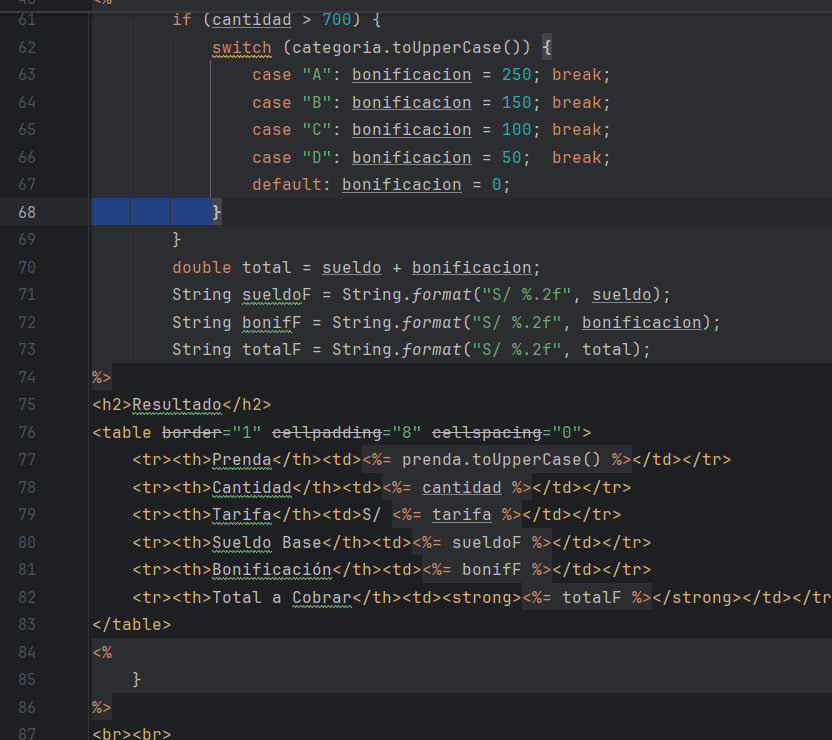 <%
61 if (cantidad > 700) {
62 switch (categoria.toUpperCase()) {
63 case "A": bonificacion = 250; break;
64 case "B": bonificacion = 150; break;
65 case "C": bonificacion = 100; break;
66 case "D": bonificacion = 50;  break;
67 default: bonificacion = 0;
68 }
69 }
70 double total = sueldo + bonificacion;
71 String sueldoF = String.format("S/ %.2f", sueldo);
72 String bonifF = String.format("S/ %.2f", bonificacion);
73 String totalF = String.format("S/ %.2f", total);
74 %>
75 <h2>Resultado</h2>
76 <table border="1" cellpadding="8" cellspacing="0">
77 <tr><th>Prenda</th><td><%= prenda.toUpperCase() %></td></tr>
78 <tr><th>Cantidad</th><td><%= cantidad %></td></tr>
79 <tr><th>Tarifa</th><td>S/ <%= tarifa %></td></tr>
80 <tr><th>Sueldo Base</th><td><%= sueldoF %></td></tr>
81 <tr><th>Bonificación</th><td><%= bonifF %></td></tr>
82 <tr><th>Total a Cobrar</th><td><strong><%= totalF %></strong></td></tr
83 </table>
84 <%
85 }
86 %>
87 <br><br>